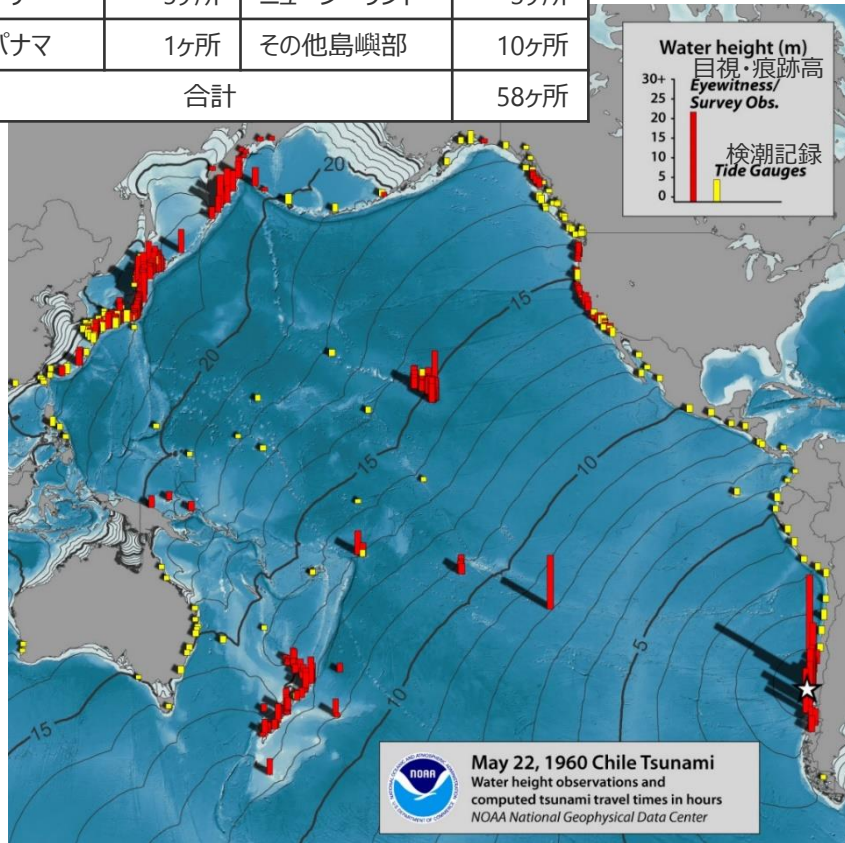 パナマ 1ヶ所 その他島嶼部 10ヶ所
合計 58ヶ所
Water height (m)
目視・痕跡高
30+
Eyewitness/
25
Survey Obs.
20
15
検潮記録
10
Tide Gauges
5
0
20
15
20
15
10
5
10
15
NOAA
May 22, 1960 Chile Tsunami
Water height observations and
computed tsunami travel times in hours
NOAA National Geophysical Data Center